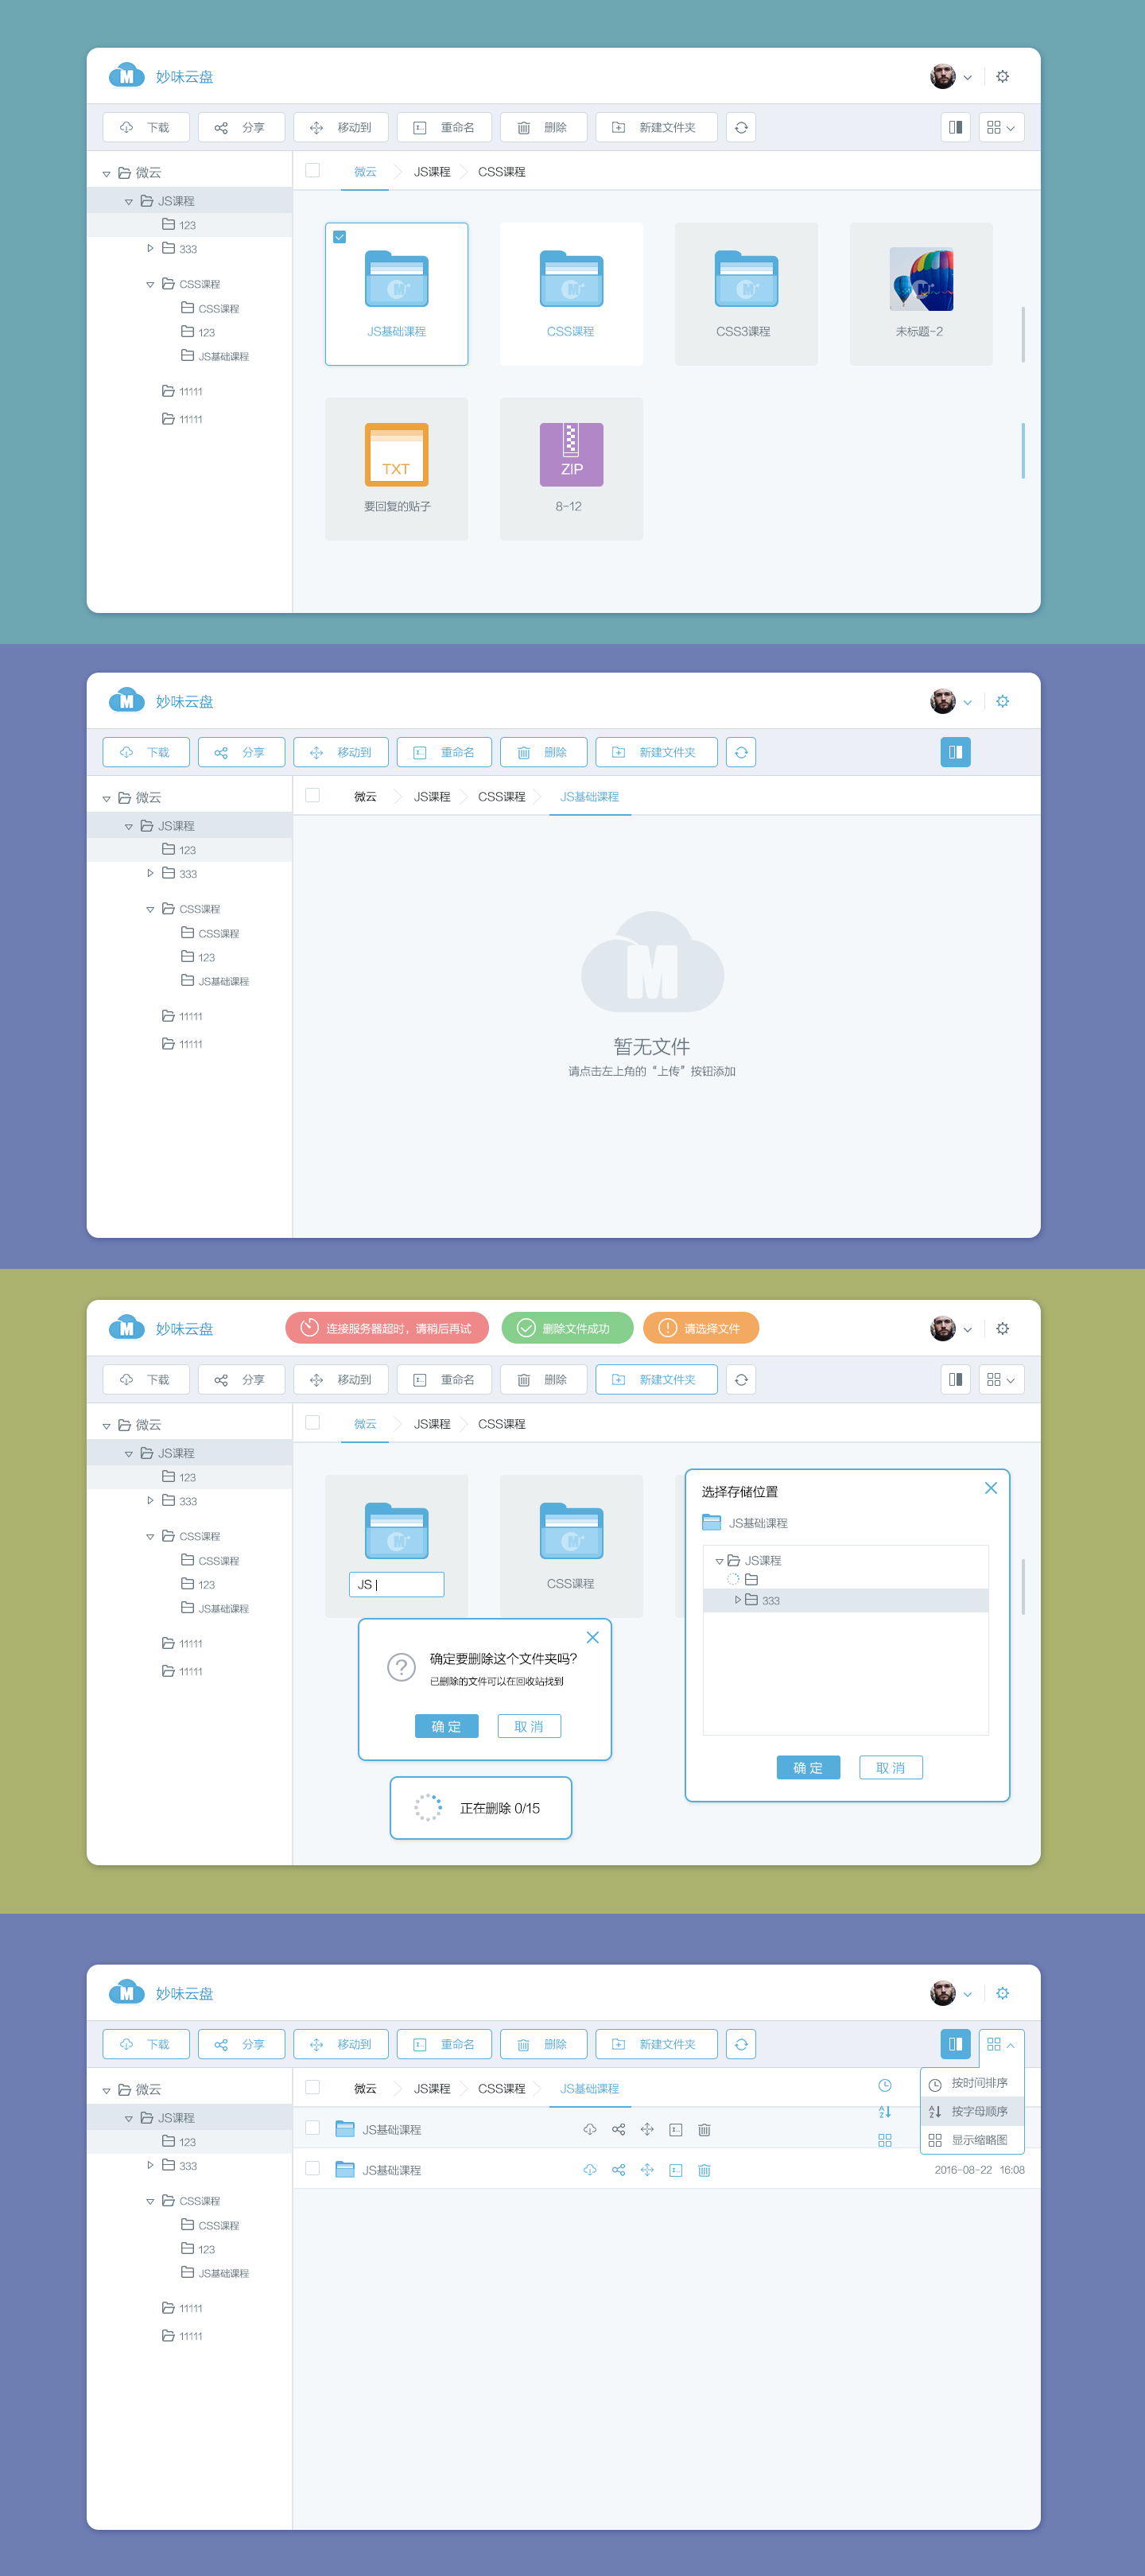 妙味云盘
下载 分享 移动到 重命名 删除 新建文件夹
微云
JS课程
123
333
CSS课程
CSS课程
123
JS基础课程
11111
11111
微云 JS课程 CSS课程
JS基础课程 CSS课程 CSS3课程 未标题-2
TXT ZIP
要回复的贴子 8-12
妙味云盘
下载 分享 移动到 重命名 删除 新建文件夹
微云
JS课程
123
333
CSS课程
CSS课程
123
JS基础课程
11111
11111
微云 JS课程 CSS课程 JS基础课程
M
暂无文件
请点击左上角的“上传”按钮添加
妙味云盘
连接服务器超时，请稍后再试 删除文件成功 请选择文件
下载 分享 移动到 重命名 删除 新建文件夹
微云
JS课程
123
333
CSS课程
CSS课程
123
JS基础课程
11111
11111
微云 JS课程 CSS课程
JS CSS课程
确定要删除这个文件夹吗?
已删除的文件可以在回收站找到
确定 取消
正在删除 0/15
选择存储位置
JS基础课程
JS课程
333
确定 取消
妙味云盘
下载 分享 移动到 重命名 删除 新建文件夹
微云
JS课程
123
333
CSS课程
CSS课程
123
JS基础课程
11111
11111
微云 JS课程 CSS课程 JS基础课程
按时间排序
按字母顺序
显示缩略图
JS基础课程
JS基础课程 2016-08-22 16:08